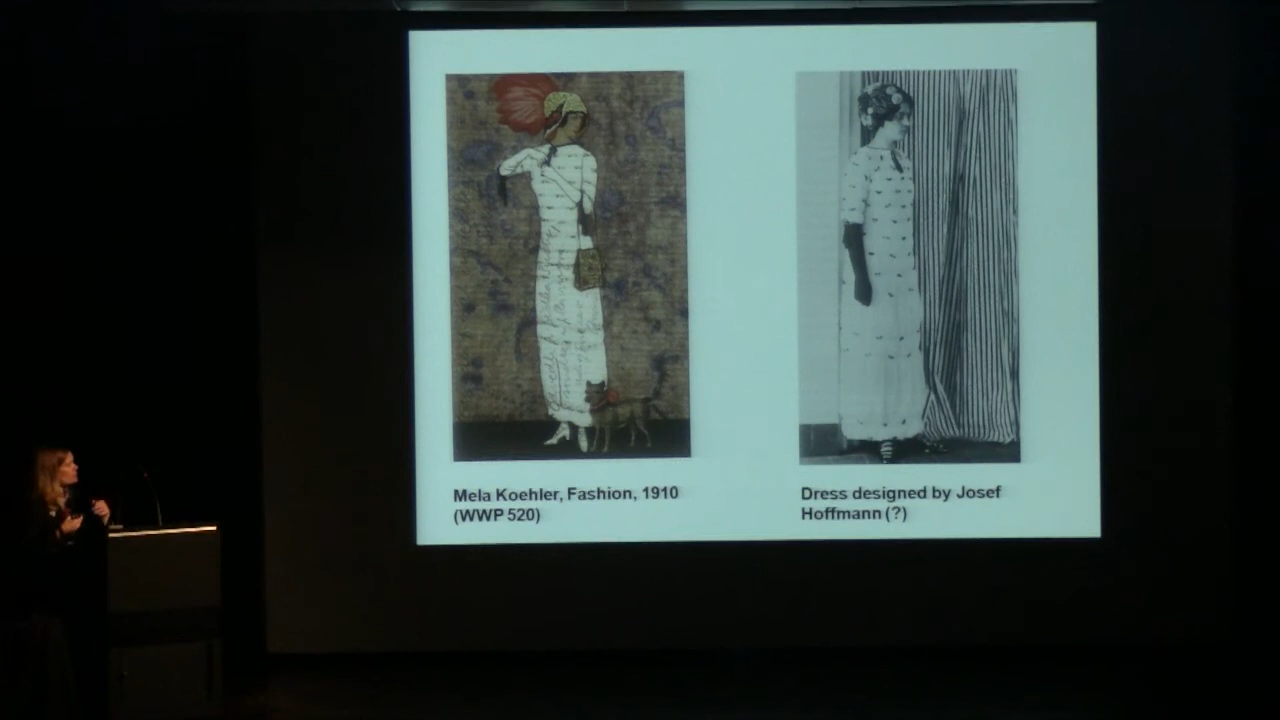 Mela Koehler, Fashion, 1910
(WWP 520)
Dress designed by Josef
Hoffmann (?)